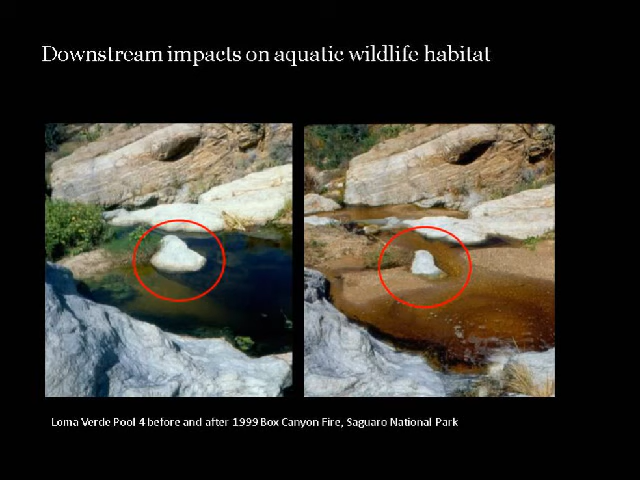 Downstream impacts on aquatic wildlife habitat
Loma Verde Pool 4 before and after 1999 Box Canyon Fire, Saguaro National Park